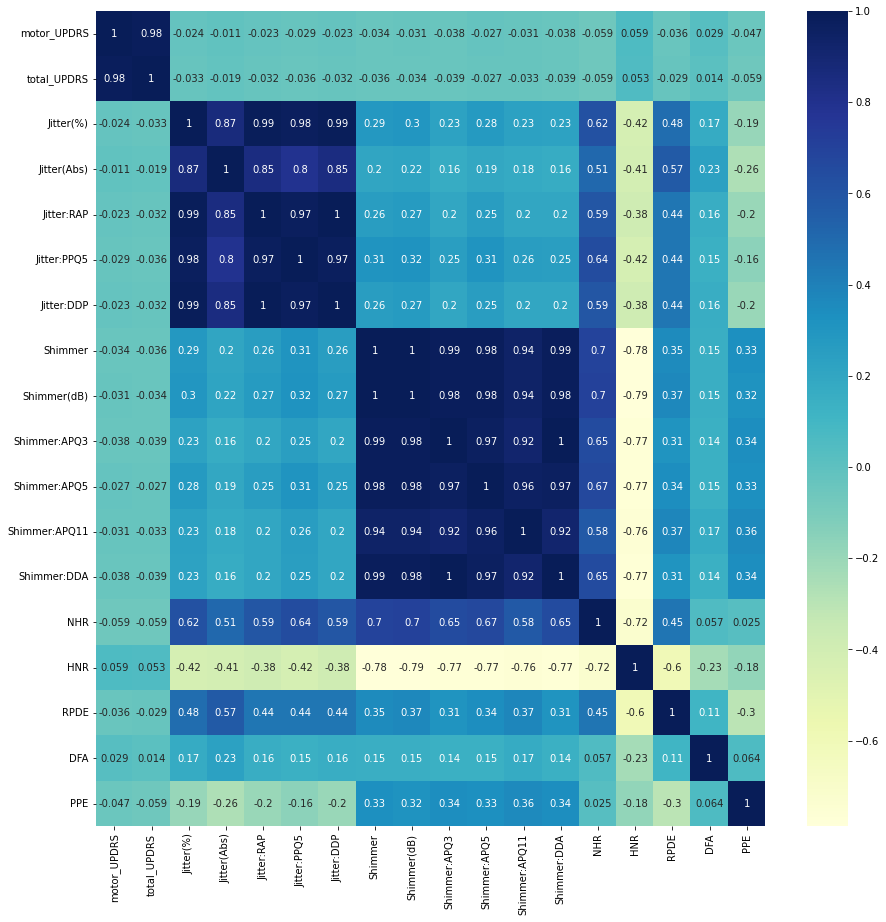 motor_UPDRS 1 0.98 -0.024 -0.011 -0.023 -0.029 -0.023 -0.034 -0.031 -0.038 -0.027 -0.031 -0.038 -0.059 0.059 -0.036 0.029 -0.047
total_UPDRS 0.98 1 -0.033 -0.019 -0.032 -0.036 -0.032 -0.036 -0.034 -0.039 -0.027 -0.033 -0.039 -0.059 0.053 -0.029 0.014 -0.059
Jitter(%) -0.024 -0.033 1 0.87 0.99 0.98 0.99 0.29 0.3 0.23 0.28 0.23 0.23 0.62 -0.42 0.48 0.17 -0.19
Jitter(Abs) -0.011 -0.019 0.87 1 0.85 0.8 0.85 0.2 0.22 0.16 0.19 0.18 0.16 0.51 -0.41 0.57 0.23 -0.26
Jitter:RAP -0.023 -0.032 0.99 0.85 1 0.97 1 0.26 0.27 0.2 0.25 0.2 0.2 0.59 -0.38 0.44 0.16 -0.2
Jitter:PPQ5 -0.029 -0.036 0.98 0.8 0.97 1 0.97 0.31 0.32 0.25 0.31 0.26 0.25 0.64 -0.42 0.44 0.15 -0.16
Jitter:DDP -0.023 -0.032 0.99 0.85 1 0.97 1 0.26 0.27 0.2 0.25 0.2 0.2 0.59 -0.38 0.44 0.16 -0.2
Shimmer -0.034 -0.036 0.29 0.2 0.26 0.31 0.26 1 1 0.99 0.98 0.94 0.99 0.7 -0.78 0.35 0.15 0.33
Shimmer(dB) -0.031 -0.034 0.3 0.22 0.27 0.32 0.27 1 1 0.98 0.98 0.94 0.98 0.7 -0.79 0.37 0.15 0.32
Shimmer:APQ3 -0.038 -0.039 0.23 0.16 0.2 0.25 0.2 0.99 0.98 1 0.97 0.92 1 0.65 -0.77 0.31 0.14 0.34
Shimmer:APQ5 -0.027 -0.027 0.28 0.19 0.25 0.31 0.25 0.98 0.98 0.97 1 0.96 0.97 0.67 -0.77 0.34 0.15 0.33
Shimmer:APQ11 -0.031 -0.033 0.23 0.18 0.2 0.26 0.2 0.94 0.94 0.92 0.96 1 0.92 0.58 -0.76 0.37 0.17 0.36
Shimmer:DDA -0.038 -0.039 0.23 0.16 0.2 0.25 0.2 0.99 0.98 1 0.97 0.92 1 0.65 -0.77 0.31 0.14 0.34
NHR -0.059 -0.059 0.62 0.51 0.59 0.64 0.59 0.7 0.7 0.65 0.67 0.58 0.65 1 -0.72 0.45 0.057 0.025
HNR 0.059 0.053 -0.42 -0.41 -0.38 -0.42 -0.38 -0.78 -0.79 -0.77 -0.77 -0.76 -0.77 -0.72 1 -0.6 -0.23 -0.18
RPDE -0.036 -0.029 0.48 0.57 0.44 0.44 0.44 0.35 0.37 0.31 0.34 0.37 0.31 0.45 -0.6 1 0.11 -0.3
DFA 0.029 0.014 0.17 0.23 0.16 0.15 0.16 0.15 0.15 0.14 0.15 0.17 0.14 0.057 -0.23 0.11 1 0.064
PPE -0.047 -0.059 -0.19 -0.26 -0.2 -0.16 -0.2 0.33 0.32 0.34 0.33 0.36 0.34 0.025 -0.18 -0.3 0.064 1
motor_UPDRS
total_UPDRS
Jitter(%)
Jitter(Abs)
Jitter:RAP
Jitter:PPQ5
Jitter:DDP
Shimmer
Shimmer(dB)
Shimmer:APQ3
Shimmer:APQ5
Shimmer:APQ11
Shimmer:DDA
NHR
HNR
RPDE
DFA
PPE
1.0
0.8
0.6
0.4
0.2
0.0
−0.2
−0.4
−0.6